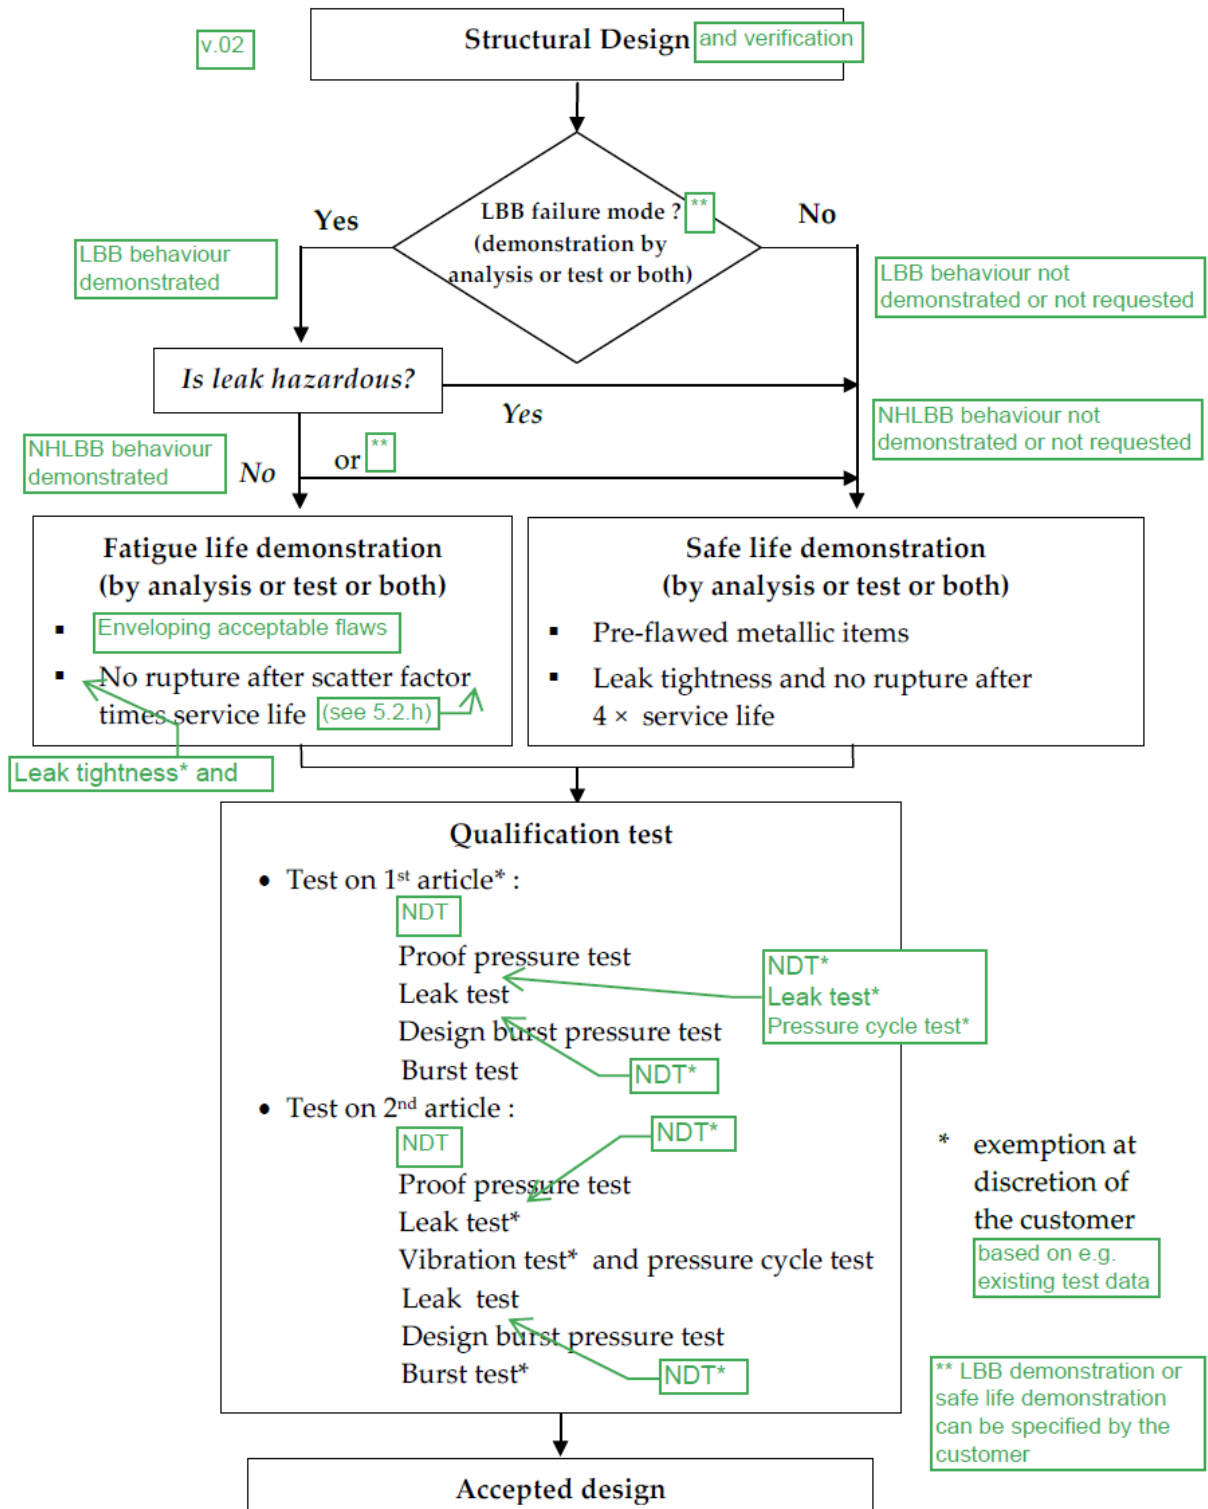 v.02
Structural Design and verification
LBB failure mode ? **
(demonstration by
analysis or test or both)
Yes
No
LBB behaviour
demonstrated
LBB behaviour not
demonstrated or not requested
Is leak hazardous?
Yes
NHLBB behaviour not
demonstrated or not requested
NHLBB behaviour
demonstrated
No
or **
Fatigue life demonstration
(by analysis or test or both)
▪ Enveloping acceptable flaws
▪ No rupture after scatter factor
times service life (see 5.2.h)
Leak tightness* and
Safe life demonstration
(by analysis or test or both)
▪ Pre-flawed metallic items
▪ Leak tightness and no rupture after
4 × service life
Qualification test
• Test on 1st article* :
NDT
Proof pressure test
NDT*
Leak test*
Pressure cycle test*
Leak test
Design burst pressure test
Burst test
NDT*
• Test on 2nd article :
NDT
NDT*
Proof pressure test
Leak test*
Vibration test* and pressure cycle test
Leak test
Design burst pressure test
Burst test*
NDT*
* exemption at
discretion of
the customer
based on e.g.
existing test data
** LBB demonstration or
safe life demonstration
can be specified by the
customer
Accepted design